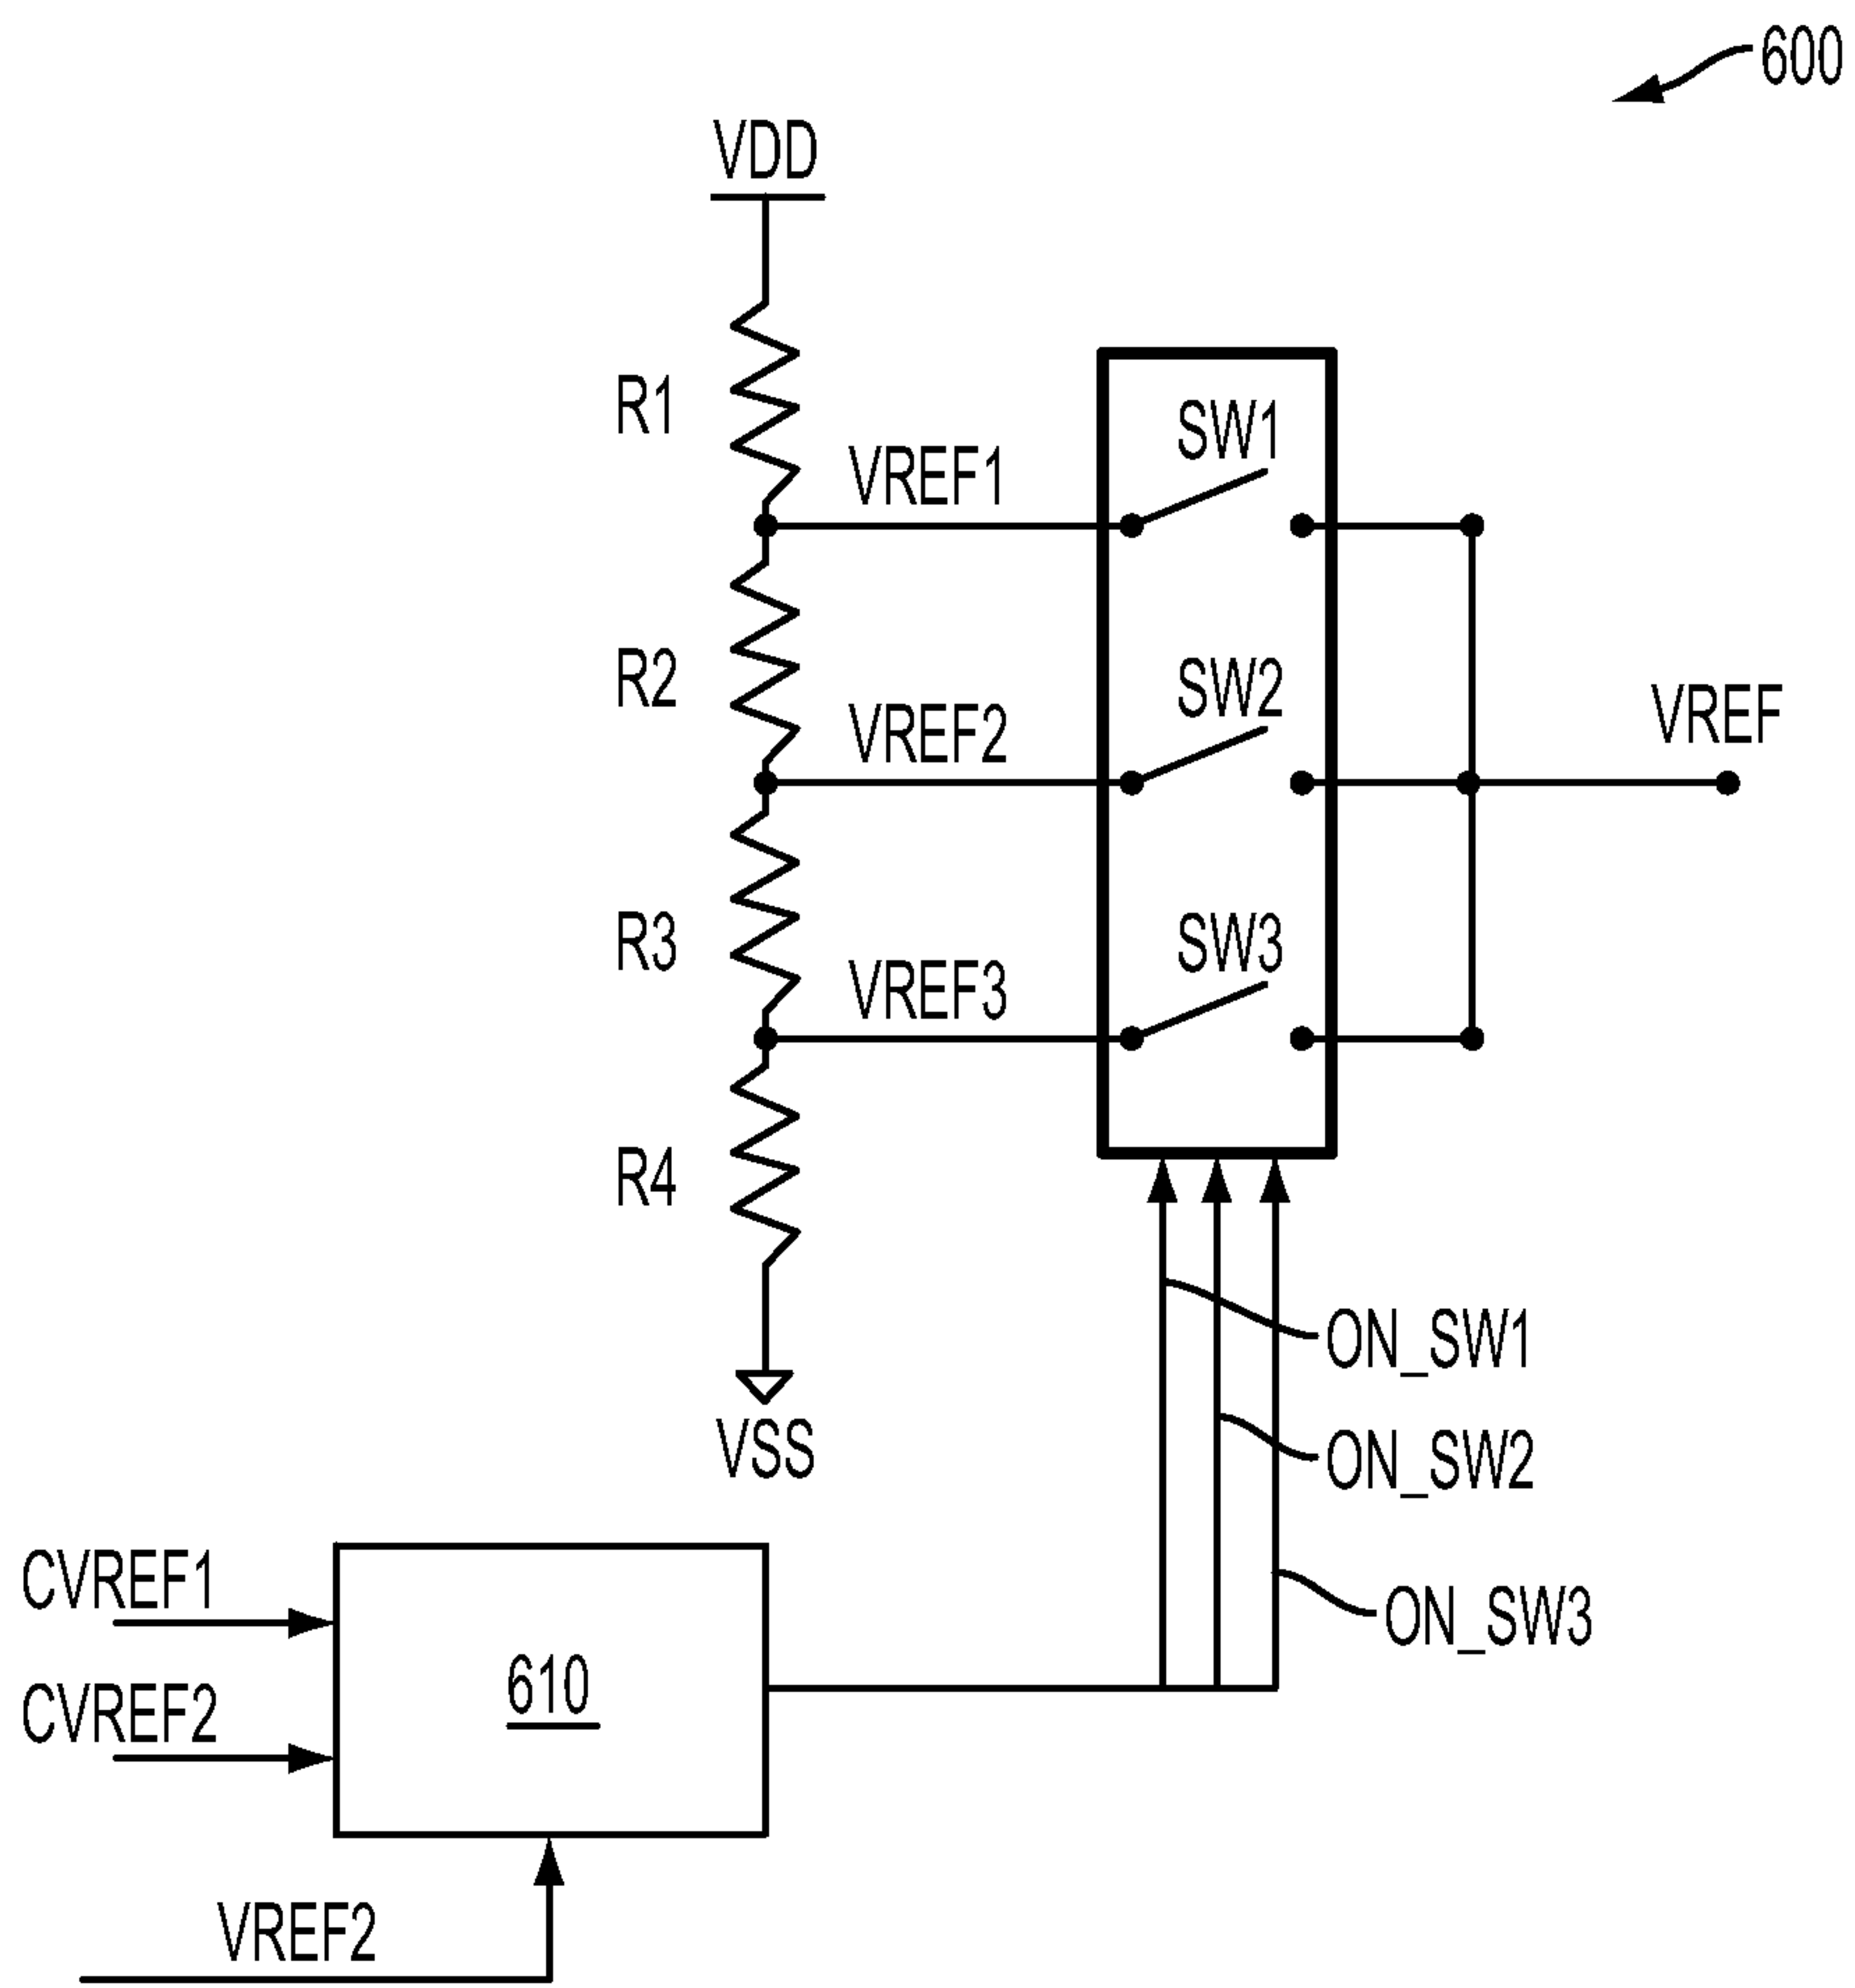 600
VDD
R1
VREF1
SW1
R2
VREF2
SW2
VREF
R3
VREF3
SW3
R4
ON_SW1
VSS
ON_SW2
CVREF1
ON_SW3
610
CVREF2
VREF2